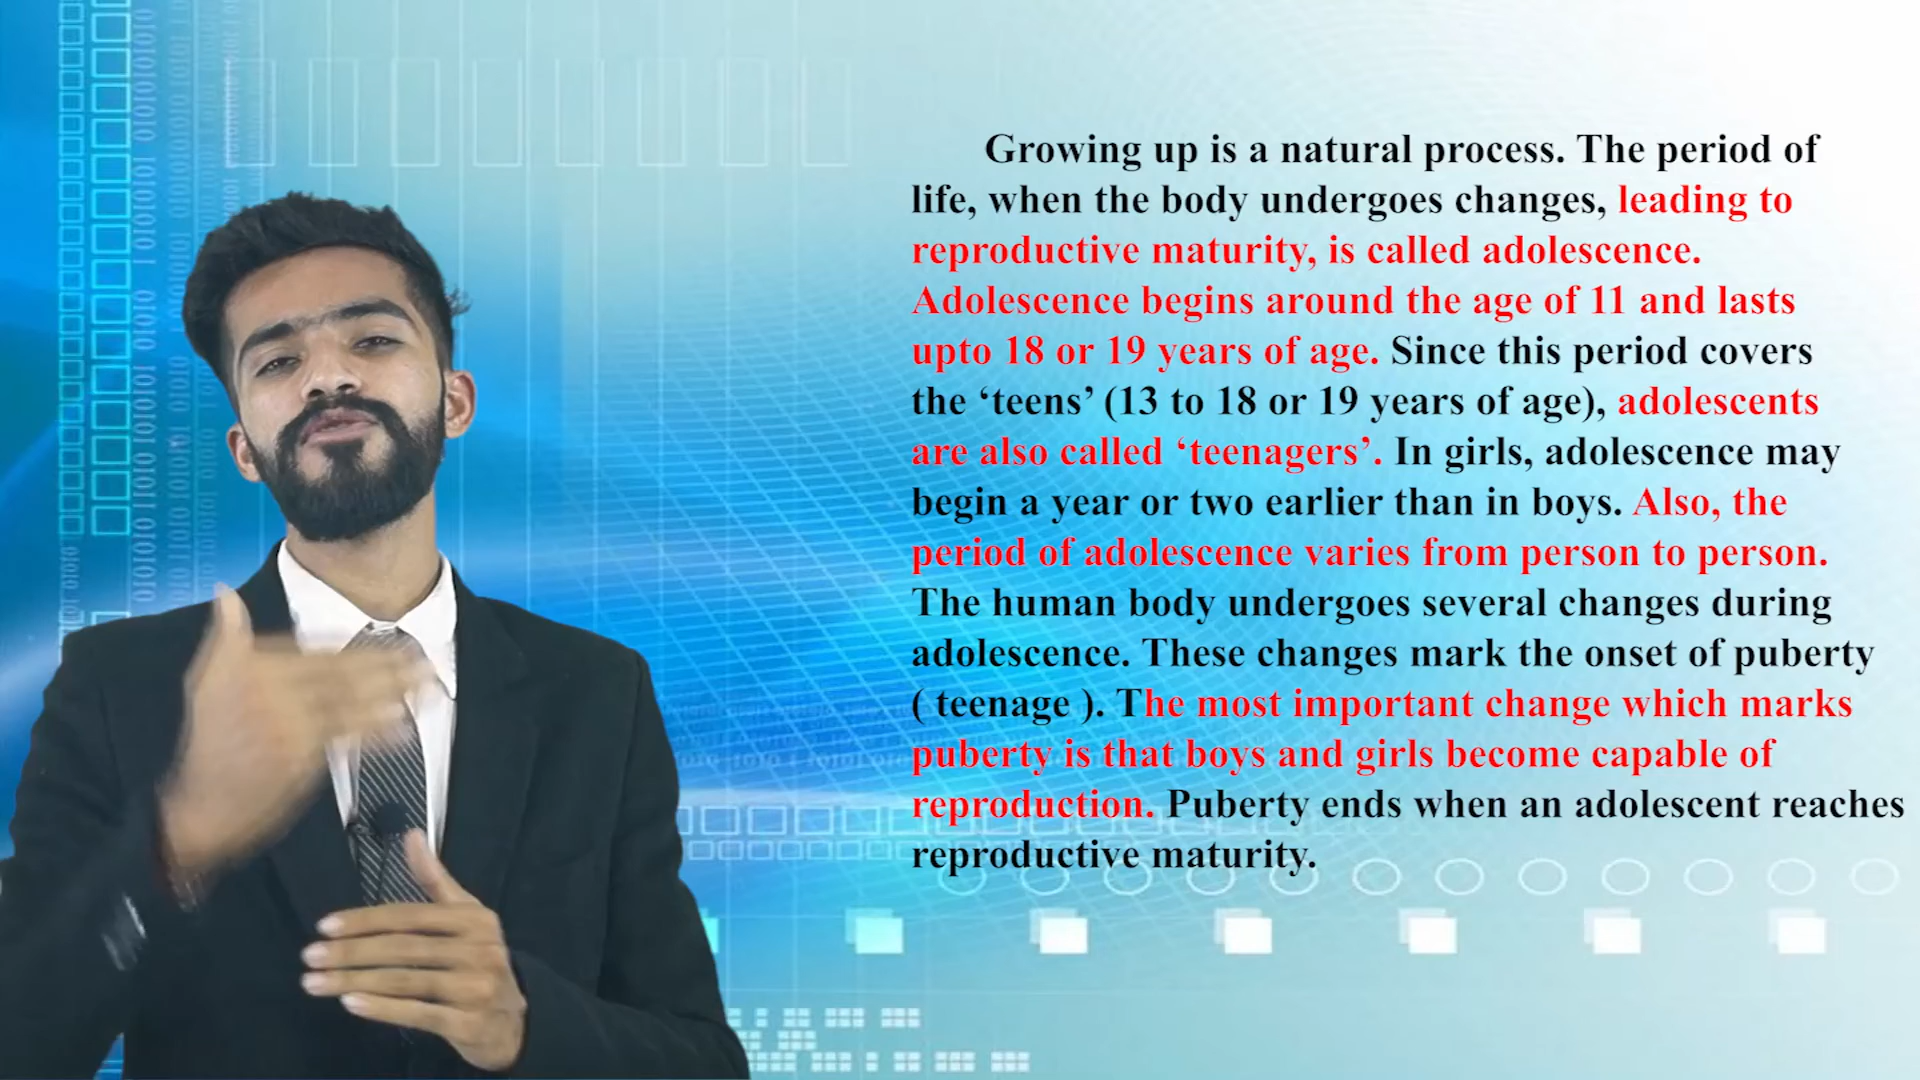 Growing up is a natural process. The period of
life, when the body undergoes changes, leading to
reproductive maturity, is called adolescence.
Adolescence begins around the age of 11 and lasts
upto 18 or 19 years of age. Since this period covers
the ‘teens’ (13 to 18 or 19 years of age), adolescents
are also called ‘teenagers’. In girls, adolescence may
begin a year or two earlier than in boys. Also, the
period of adolescence varies from person to person.
The human body undergoes several changes during
adolescence. These changes mark the onset of puberty
( teenage ). The most important change which marks
puberty is that boys and girls become capable of
reproduction. Puberty ends when an adolescent reaches
reproductive maturity.